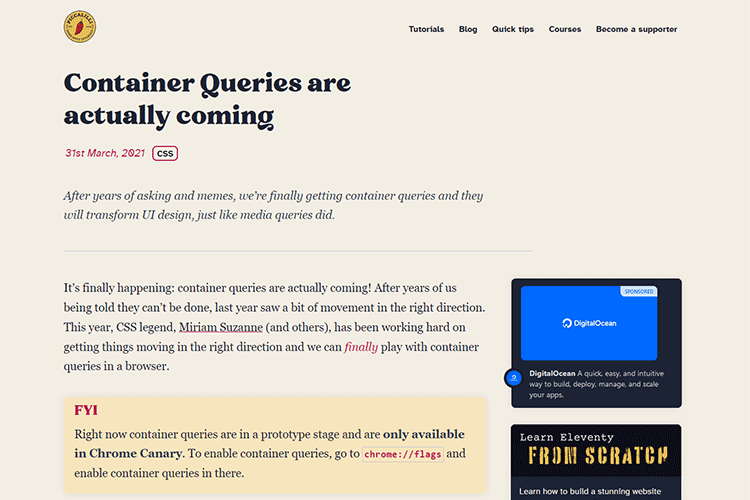 PICCALILLI
Tutorials Blog Quick tips Courses Become a supporter
Container Queries are
actually coming
31st March, 2021 CSS
After years of asking and memes, we’re finally getting container queries and they
will transform UI design, just like media queries did.
It’s finally happening: container queries are actually coming! After years of us
being told they can’t be done, last year saw a bit of movement in the right direction.
This year, CSS legend, Miriam Suzanne (and others), has been working hard on
getting things moving in the right direction and we can finally play with container
queries in a browser.
FYI
Right now container queries are in a prototype stage and are only available
in Chrome Canary. To enable container queries, go to chrome://flags and
enable container queries in there.
SPONSORED
DigitalOcean
DigitalOcean A quick, easy, and intuitive
way to build, deploy, manage, and scale
your apps.
Learn Eleventy
FROM SCRATCH
Learn how to build a stunning website